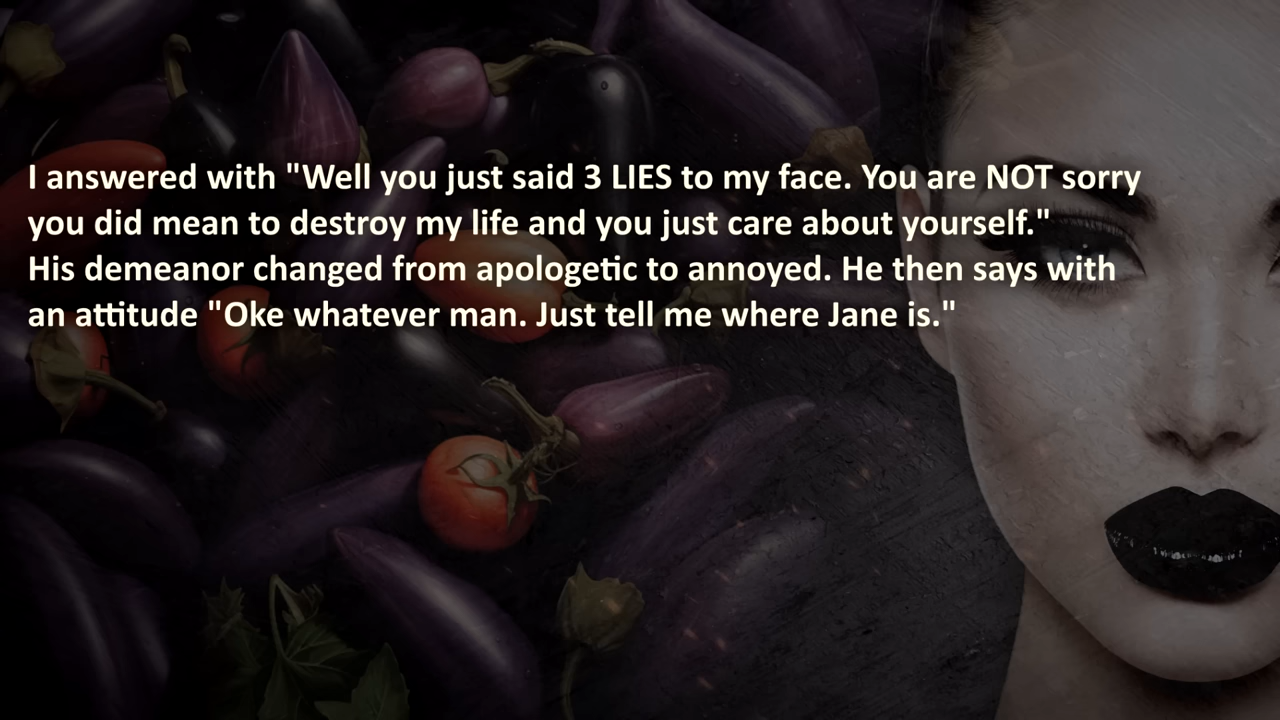 I answered with "Well you just said 3 LIES to my face. You are NOT sorry
you did mean to destroy my life and you just care about yourself."
His demeanor changed from apologetic to annoyed. He then says with
an attitude "Oke whatever man. Just tell me where Jane is."